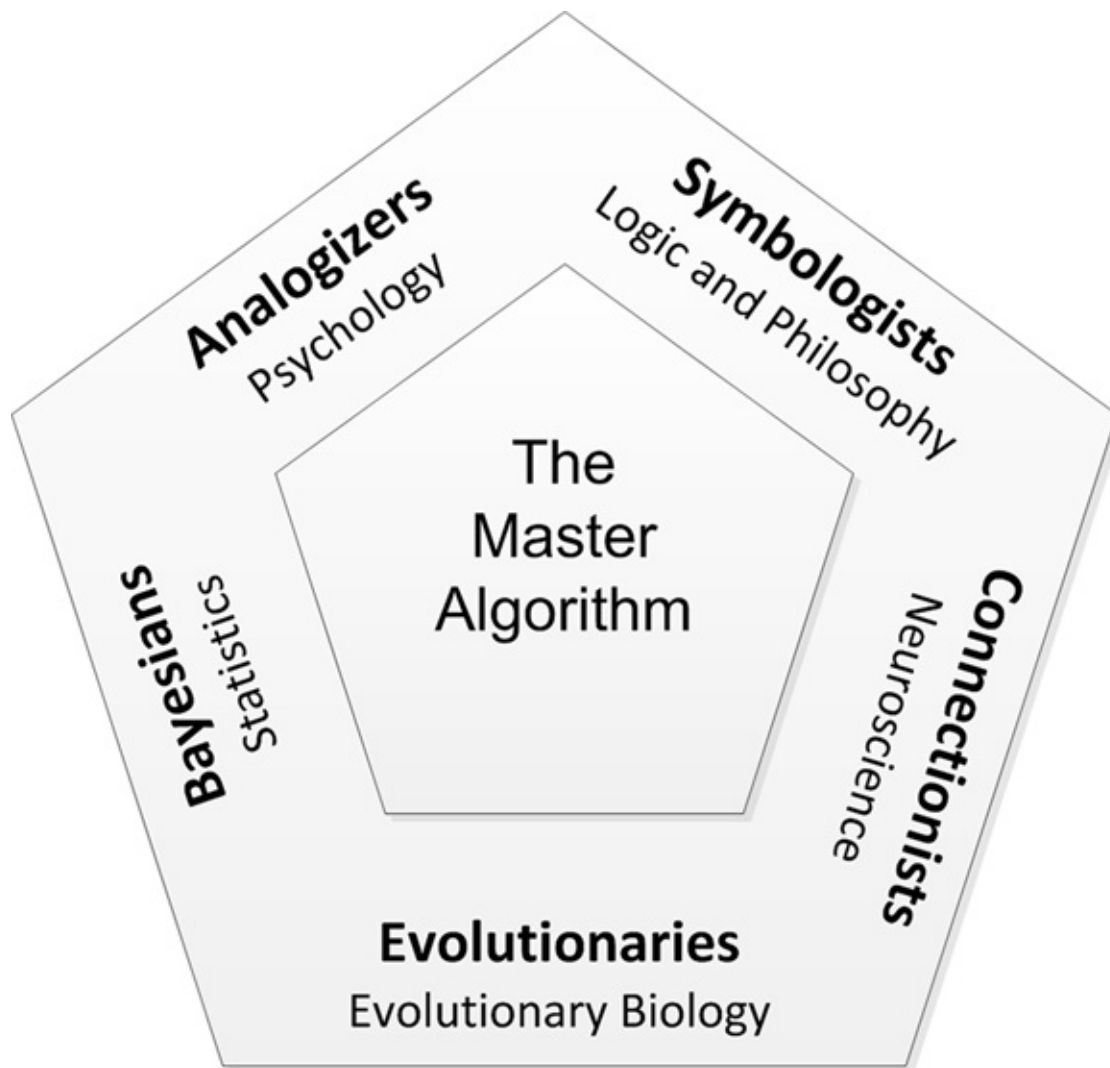 Analogizers
Psychology
Symbologists
Logic and Philosophy
The
Master
Algorithm
Bayesians
Statistics
Connectionists
Neuroscience
Evolutionaries
Evolutionary Biology